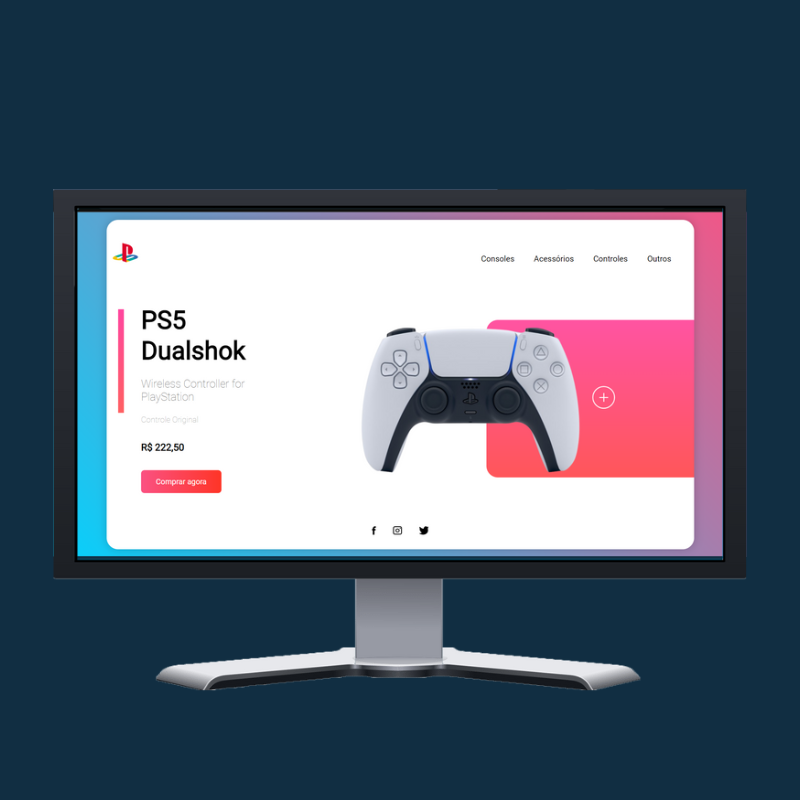 Consoles Acessórios Controles Outros
PS5
Dualshok
Wireless Controller for
PlayStation
Controle Original
R$ 222,50
Comprar agora